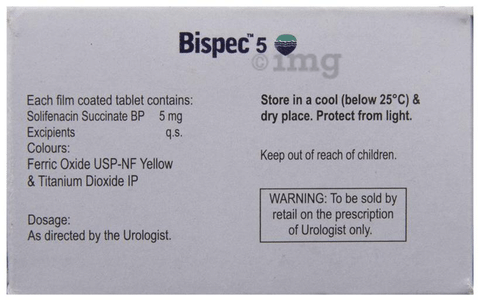 Bispec™ 5
©img
Each film coated tablet contains:
Solifenacin Succinate BP 5 mg
Excipients q.s.
Colours:
Ferric Oxide USP-NF Yellow
& Titanium Dioxide IP
Dosage:
As directed by the Urologist.
Store in a cool (below 25°C) &
dry place. Protect from light.
Keep out of reach of children.
WARNING: To be sold by
retail on the prescription
of Urologist only.